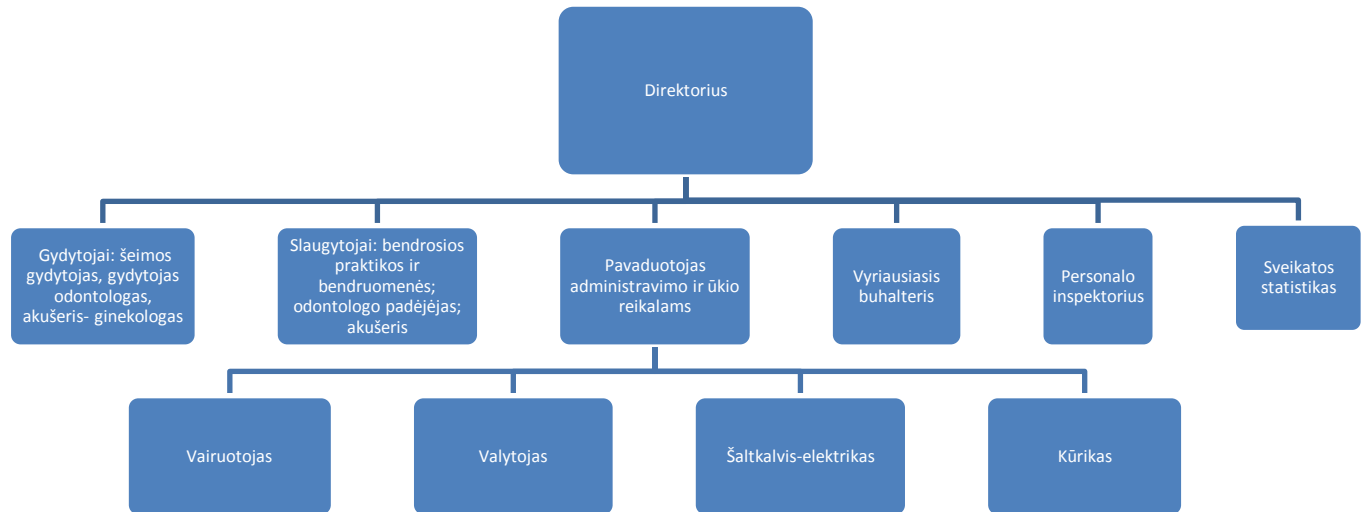 Direktorius
Gydytojai: šeimos
gydytojas, gydytojas
odontologas,
akušeris- ginekologas
Slaugytojai: bendrosios
praktikos ir
bendruomenės;
odontologo padėjėjas;
akušeris
Pavaduotojas
administravimo ir ūkio
reikalams
Vyriausiasis
buhalteris
Personalo
inspektorius
Sveikatos
statistikas
Vairuotojas
Valytojas
Šaltkalvis-elektrikas
Kūrikas